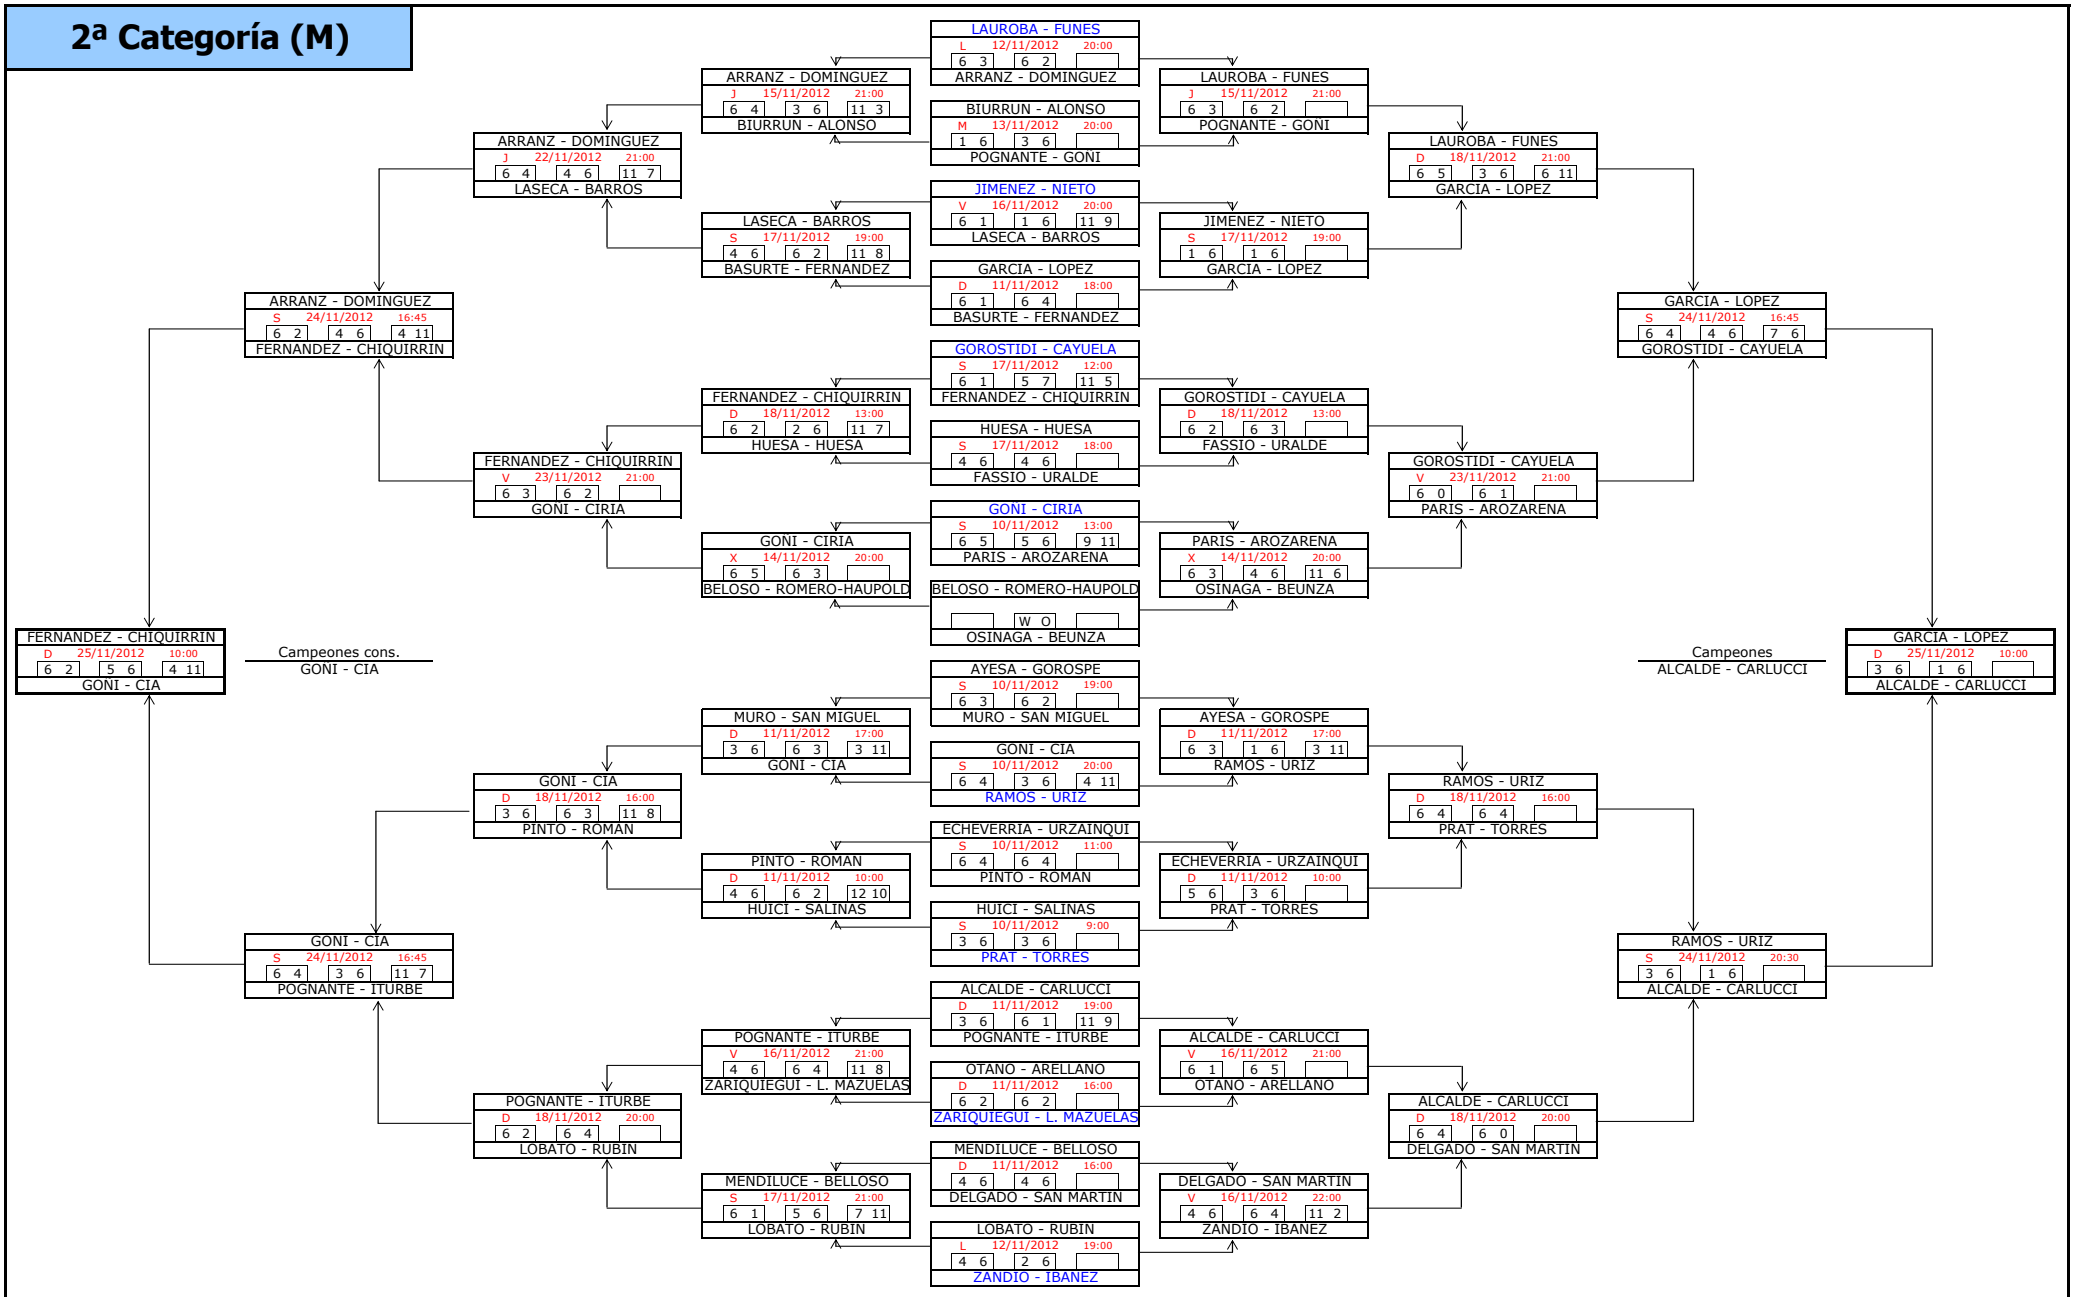 2ª Categoría (M)
FERNANDEZ - CHIQUIRRIN
D 25/11/2012 10:00
6 2 5 6 4 11
GOÑI - CIA
Campeones cons.
GOÑI - CIA
ARRANZ - DOMINGUEZ
S 24/11/2012 16:45
6 2 4 6 4 11
FERNANDEZ - CHIQUIRRIN
GOÑI - CIA
S 24/11/2012 16:45
6 4 3 6 11 7
POGNANTE - ITURBE
ARRANZ - DOMINGUEZ
J 22/11/2012 21:00
6 4 4 6 11 7
LASECA - BARROS
FERNANDEZ - CHIQUIRRIN
V 23/11/2012 21:00
6 3 6 2
GOÑI - CIRIA
GOÑI - CIA
D 18/11/2012 16:00
3 6 6 3 11 8
PINTO - ROMAN
POGNANTE - ITURBE
D 18/11/2012 20:00
6 2 6 4
LOBATO - RUBIN
ARRANZ - DOMINGUEZ
J 15/11/2012 21:00
6 4 3 6 11 3
BIURRUN - ALONSO
LASECA - BARROS
S 17/11/2012 19:00
4 6 6 2 11 8
BASURTE - FERNANDEZ
FERNANDEZ - CHIQUIRRIN
D 18/11/2012 13:00
6 2 2 6 11 7
HUESA - HUESA
GOÑI - CIRIA
X 14/11/2012 20:00
6 5 6 3
BELOSO - ROMERO-HAUPOLD
MURO - SAN MIGUEL
D 11/11/2012 17:00
3 6 6 3 3 11
GOÑI - CIA
PINTO - ROMAN
D 11/11/2012 10:00
4 6 6 2 12 10
HUICI - SALINAS
POGNANTE - ITURBE
V 16/11/2012 21:00
4 6 6 4 11 8
ZARIQUIEGUI - L. MAZUELAS
MENDILUCE - BELLOSO
S 17/11/2012 21:00
6 1 5 6 7 11
LOBATO - RUBIN
LAUROBA - FUNES
L 12/11/2012 20:00
6 3 6 2
ARRANZ - DOMINGUEZ
BIURRUN - ALONSO
M 13/11/2012 20:00
1 6 3 6
POGNANTE - GOÑI
JIMENEZ - NIETO
V 16/11/2012 20:00
6 1 1 6 11 9
LASECA - BARROS
GARCIA - LOPEZ
D 11/11/2012 18:00
6 1 6 4
BASURTE - FERNANDEZ
GOROSTIDI - CAYUELA
S 17/11/2012 12:00
6 1 5 7 11 5
FERNANDEZ - CHIQUIRRIN
HUESA - HUESA
S 17/11/2012 18:00
4 6 4 6
FASSIO - URALDE
GOÑI - CIRIA
S 10/11/2012 13:00
6 5 5 6 9 11
PARIS - AROZARENA
BELOSO - ROMERO-HAUPOLD
W O
OSINAGA - BEUNZA
AYESA - GOROSPE
S 10/11/2012 19:00
6 3 6 2
MURO - SAN MIGUEL
GOÑI - CIA
S 10/11/2012 20:00
6 4 3 6 4 11
RAMOS - URIZ
ECHEVERRIA - URZAINQUI
S 10/11/2012 11:00
6 4 6 4
PINTO - ROMAN
HUICI - SALINAS
S 10/11/2012 9:00
3 6 3 6
PRAT - TORRES
ALCALDE - CARLUCCI
D 11/11/2012 19:00
3 6 6 1 11 9
POGNANTE - ITURBE
OTANO - ARELLANO
D 11/11/2012 16:00
6 2 6 2
ZARIQUIEGUI - L. MAZUELAS
MENDILUCE - BELLOSO
D 11/11/2012 16:00
4 6 4 6
DELGADO - SAN MARTIN
LOBATO - RUBIN
L 12/11/2012 19:00
4 6 2 6
ZANDIO - IBAÑEZ
LAUROBA - FUNES
J 15/11/2012 21:00
6 3 6 2
POGNANTE - GOÑI
JIMENEZ - NIETO
S 17/11/2012 19:00
1 6 1 6
GARCIA - LOPEZ
GOROSTIDI - CAYUELA
D 18/11/2012 13:00
6 2 6 3
FASSIO - URALDE
PARIS - AROZARENA
X 14/11/2012 20:00
6 3 4 6 11 6
OSINAGA - BEUNZA
AYESA - GOROSPE
D 11/11/2012 17:00
6 3 1 6 3 11
RAMOS - URIZ
ECHEVERRIA - URZAINQUI
D 11/11/2012 10:00
5 6 3 6
PRAT - TORRES
ALCALDE - CARLUCCI
V 16/11/2012 21:00
6 1 6 5
OTANO - ARELLANO
DELGADO - SAN MARTIN
V 16/11/2012 22:00
4 6 6 4 11 2
ZANDIO - IBAÑEZ
LAUROBA - FUNES
D 18/11/2012 21:00
6 5 3 6 6 11
GARCIA - LOPEZ
GOROSTIDI - CAYUELA
V 23/11/2012 21:00
6 0 6 1
PARIS - AROZARENA
RAMOS - URIZ
D 18/11/2012 16:00
6 4 6 4
PRAT - TORRES
ALCALDE - CARLUCCI
D 18/11/2012 20:00
6 4 6 0
DELGADO - SAN MARTIN
GARCIA - LOPEZ
S 24/11/2012 16:45
6 4 4 6 7 6
GOROSTIDI - CAYUELA
RAMOS - URIZ
S 24/11/2012 20:30
3 6 1 6
ALCALDE - CARLUCCI
Campeones
ALCALDE - CARLUCCI
GARCIA - LOPEZ
D 25/11/2012 10:00
3 6 1 6
ALCALDE - CARLUCCI